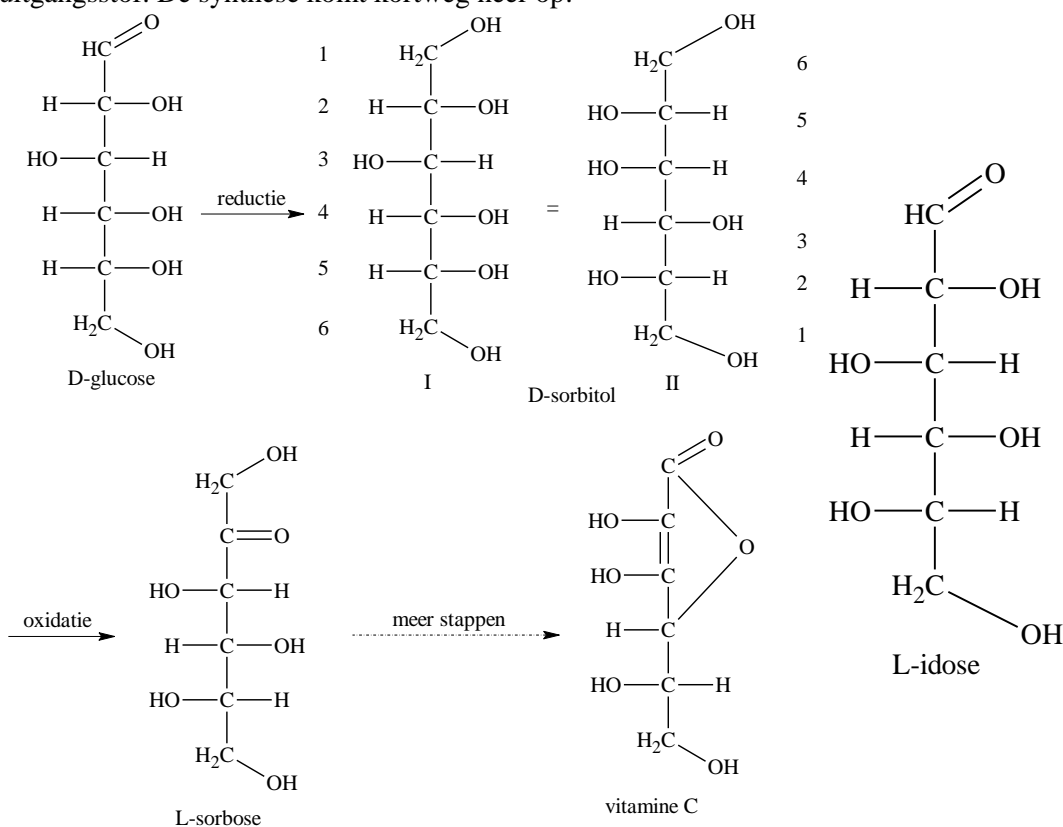 uitgangsstof. De synthese komt kortweg neer op:
O
HC
H C OH
HO C H
H C OH
H C OH
H2C
OH
D-glucose
reductie
1
2
3
4
5
6
OH
H2C
H C OH
HO C H
H C OH
H C OH
H2C
OH
I
=
OH
H2C
HO C H
HO C H
H C OH
HO C H
H2C
OH
II
D-sorbitol
6
5
4
3
2
1
O
HC
H C OH
HO C H
H C OH
HO C H
H2C
OH
L-idose
oxidatie
OH
H2C
C O
HO C H
H C OH
HO C H
H2C
OH
L-sorbose
meer stappen
O
C
HO C
O
HO C
H C
HO C H
H2C
OH
vitamine C